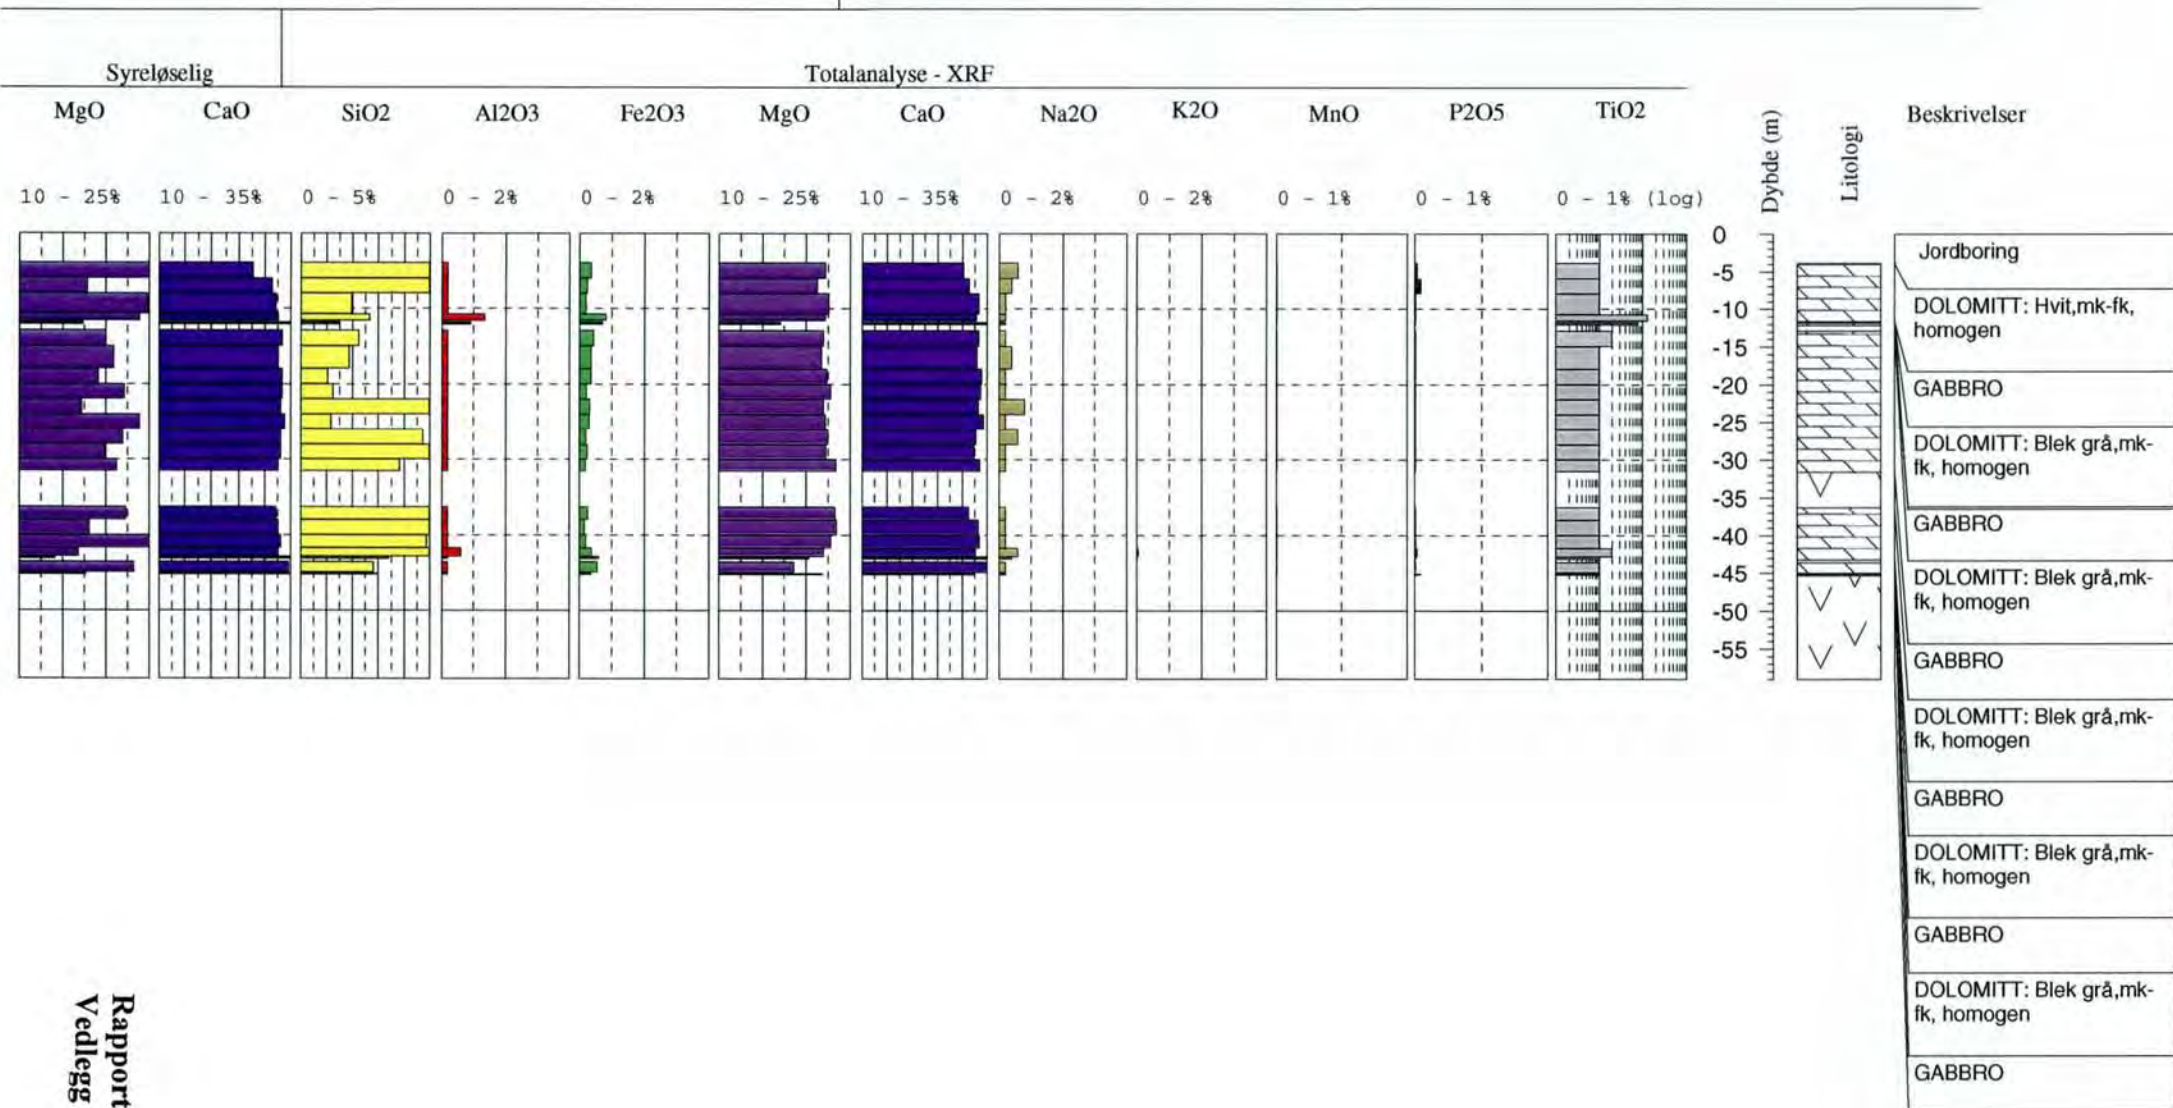 Syreløselig
Totalanalyse - XRF
MgO CaO SiO2 Al2O3 Fe2O3 MgO CaO Na2O K2O MnO P2O5 TiO2
Dybde (m)
Litologi
Beskrivelser
10 - 25% 10 - 35% 0 - 5% 0 - 2% 0 - 2% 10 - 25% 10 - 35% 0 - 2% 0 - 2% 0 - 1% 0 - 1% 0 - 1% (log)
0
-5
-10
-15
-20
-25
-30
-35
-40
-45
-50
-55
Jordboring
DOLOMITT: Hvit,mk-fk,
homogen
GABBRO
DOLOMITT: Blek grå,mk-
fk, homogen
GABBRO
DOLOMITT: Blek grå,mk-
fk, homogen
GABBRO
DOLOMITT: Blek grå,mk-
fk, homogen
GABBRO
DOLOMITT: Blek grå,mk-
fk, homogen
GABBRO
DOLOMITT: Blek grå,mk-
fk, homogen
GABBRO
Rapport
Vedlegg